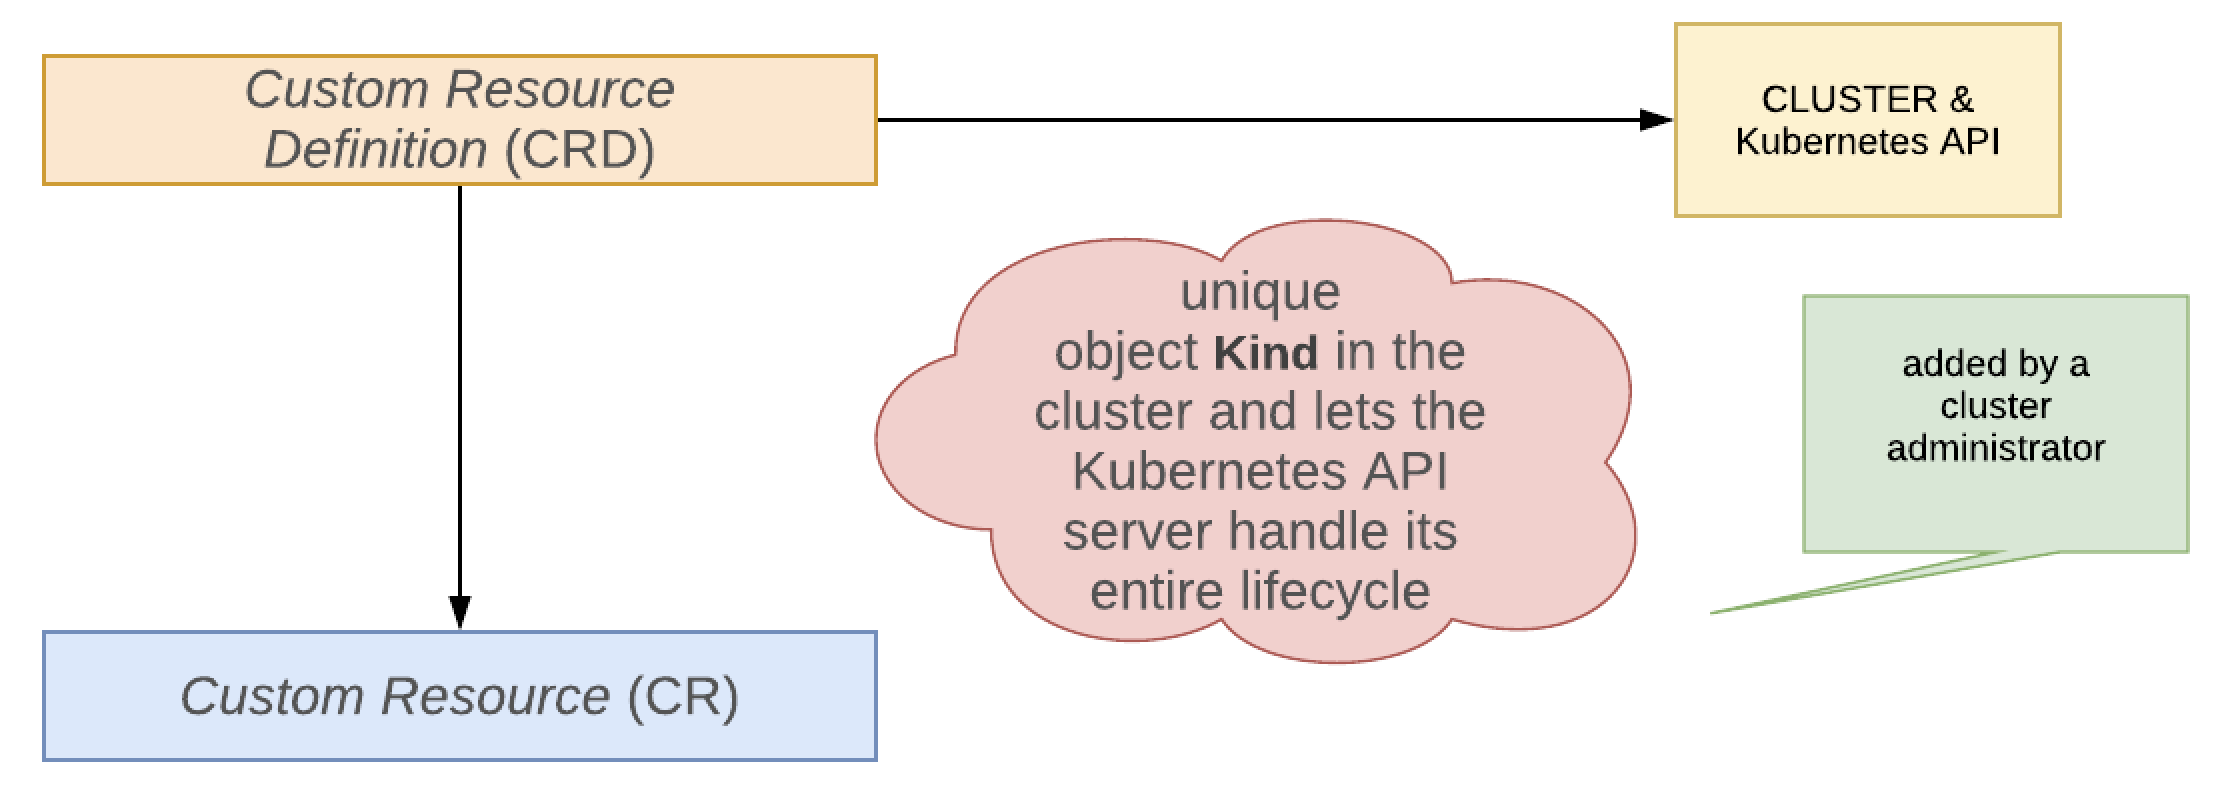 Custom Resource
Definition (CRD)
CLUSTER &
Kubernetes API
unique
object Kind in the
cluster and lets the
Kubernetes API
server handle its
entire lifecycle
added by a
cluster
administrator
Custom Resource (CR)